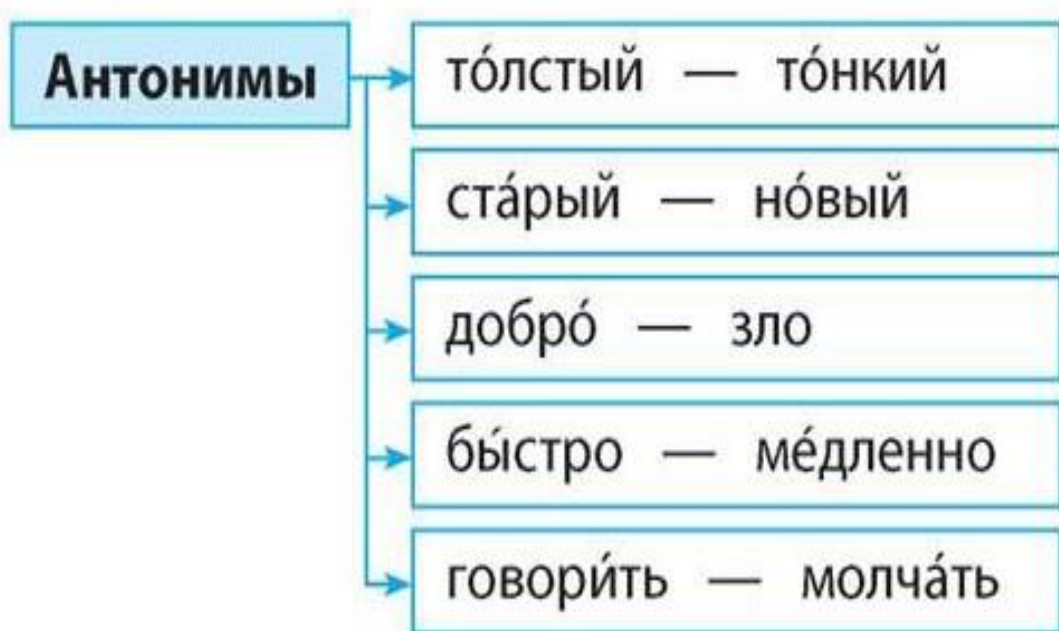 Антонимы
то́лстый — то́нкий
ста́рый — но́вый
добро́ — зло
бы́стро — ме́дленно
говори́ть — молча́ть